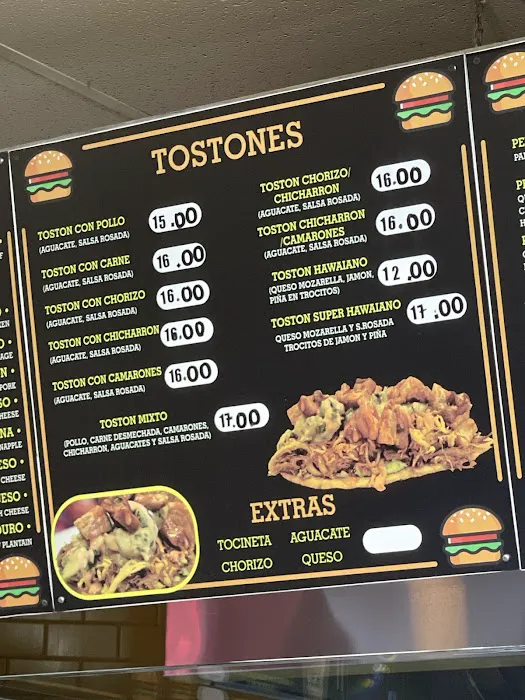 TOSTONES
TOSTON CON POLLO 15.00
(AGUACATE, SALSA ROSADA)
TOSTON CON CARNE 16.00
(AGUACATE, SALSA ROSADA)
TOSTON CON CHORIZO 16.00
(AGUACATE, SALSA ROSADA)
TOSTON CON CHICHARRON 16.00
(AGUACATE, SALSA ROSADA)
TOSTON CON CAMARONES 16.00
(AGUACATE, SALSA ROSADA)
TOSTON MIXTO 17.00
(POLLO, CARNE DESMECHADA, CAMARONES,
CHICHARRON, AGUACATES Y SALSA ROSADA)
TOSTON CHORIZO/
CHICHARRON 16.00
(AGUACATE, SALSA ROSADA)
TOSTON CHICHARRON
/CAMARONES 16.00
(AGUACATE, SALSA ROSADA)
TOSTON HAWAIANO 12.00
(QUESO MOZARELLA, JAMON,
PIÑA EN TROCITOS)
TOSTON SUPER HAWAIANO 17.00
QUESO MOZARELLA Y S.ROSADA
TROCITOS DE JAMON Y PIÑA
EXTRAS
TOCINETA AGUACATE
CHORIZO QUESO
CHEESE
CHEESE
PLANTAIN